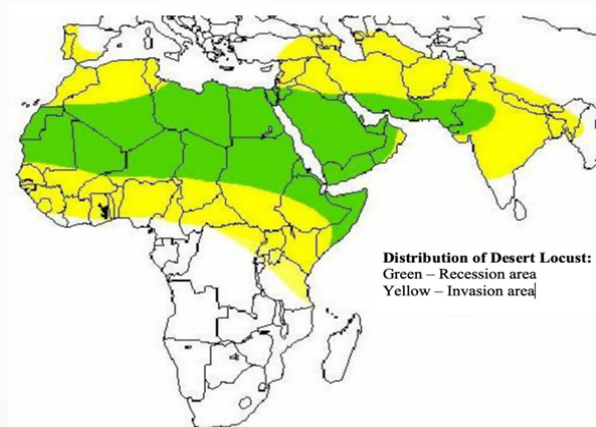 Distribution of Desert Locust:
Green – Recession area
Yellow – Invasion area